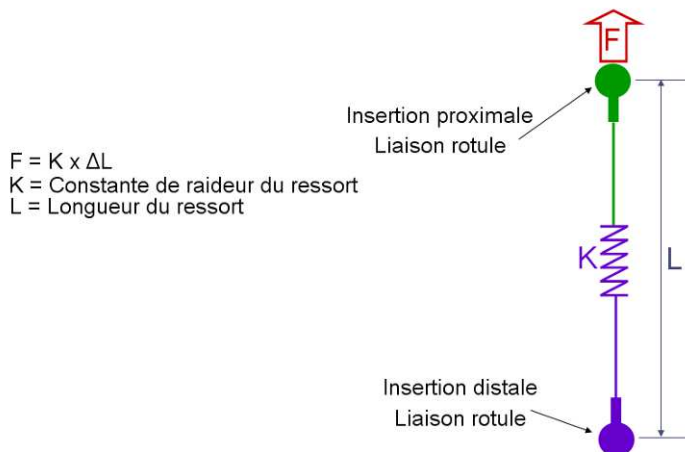 F
Insertion proximale
Liaison rotule
F = K x ΔL
K = Constante de raideur du ressort
L = Longueur du ressort
K
L
Insertion distale
Liaison rotule